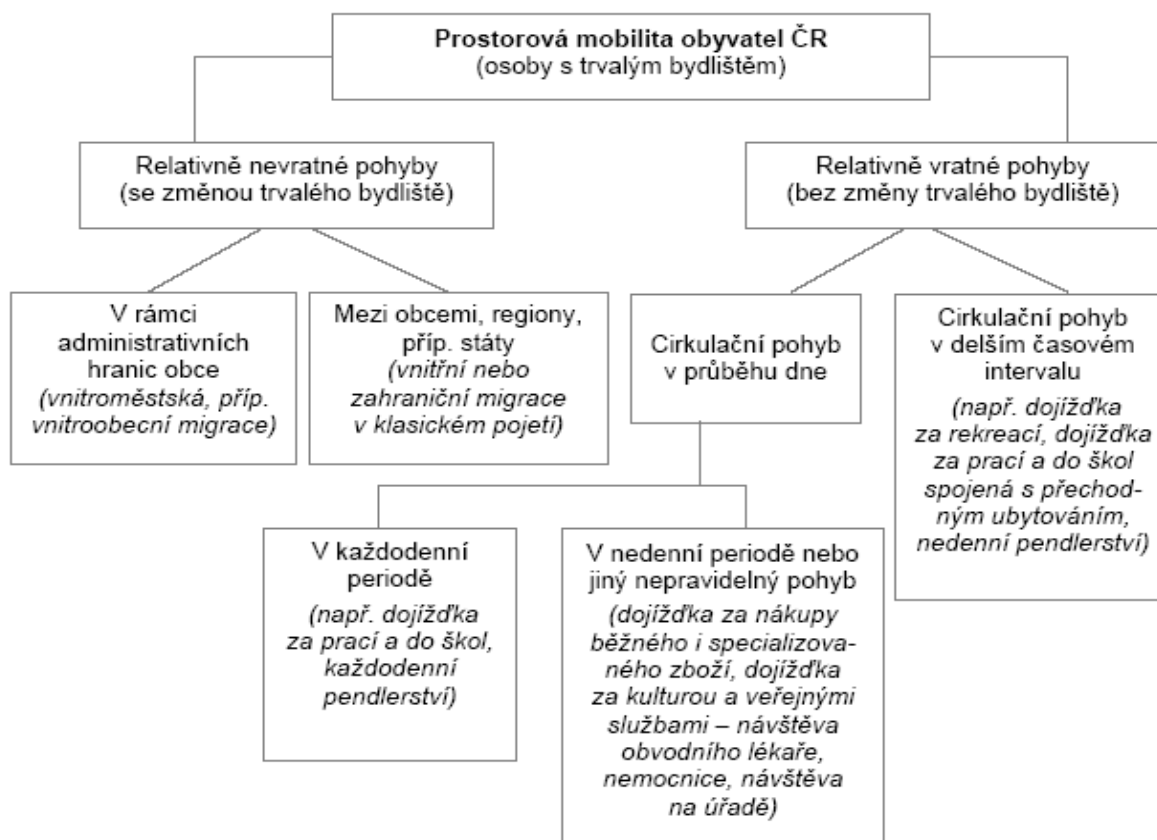 Prostorová mobilita obyvatel ČR
(osoby s trvalým bydlištěm)
Relativně nevratné pohyby
(se změnou trvalého bydliště)
Relativně vratné pohyby
(bez změny trvalého bydliště)
V rámci
administrativních
hranic obce
(vnitroměstská, příp.
vnitroobecní migrace)
Mezi obcemi, regiony,
příp. státy
(vnitřní nebo
zahraniční migrace
v klasickém pojetí)
Cirkulační pohyb
v průběhu dne
Cirkulační pohyb
v delším časovém
intervalu
(např. dojížďka
za rekreací, dojížďka
za prací a do škol
spojená s přechod-
ným ubytováním,
nedenní pendlerství)
V každodenní
periodě
(např. dojížďka
za prací a do škol,
každodenní
pendlerství)
V nedenní periodě nebo
jiný nepravidelný pohyb
(dojížďka za nákupy
běžného i specializova-
ného zboží, dojížďka
za kulturou a veřejnými
službami – návštěva
obvodního lékaře,
nemocnice, návštěva
na úřadě)